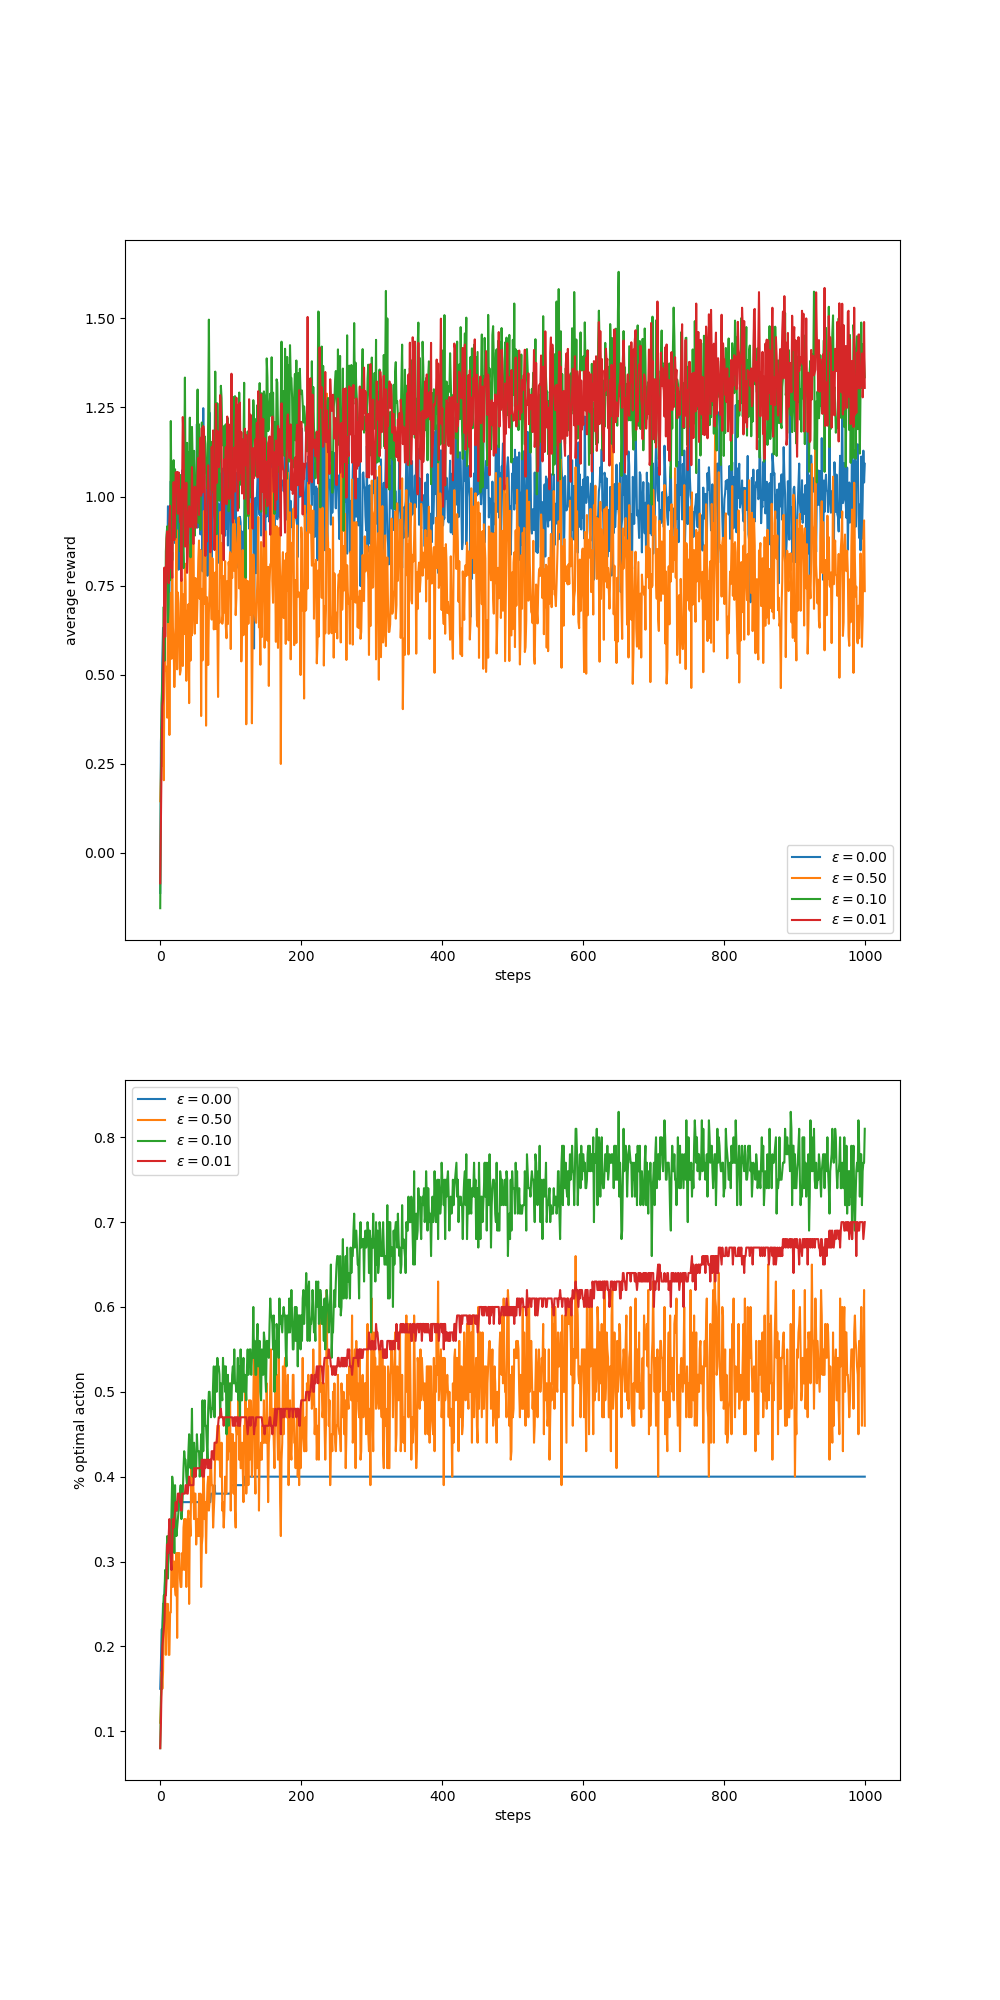 1.50
1.25
1.00
0.75
0.50
0.25
0.00
average reward
ε = 0.00
ε = 0.50
ε = 0.10
ε = 0.01
0 200 400 600 800 1000
steps
ε = 0.00
ε = 0.50
ε = 0.10
ε = 0.01
0.8
0.7
0.6
0.5
0.4
0.3
0.2
0.1
% optimal action
0 200 400 600 800 1000
steps